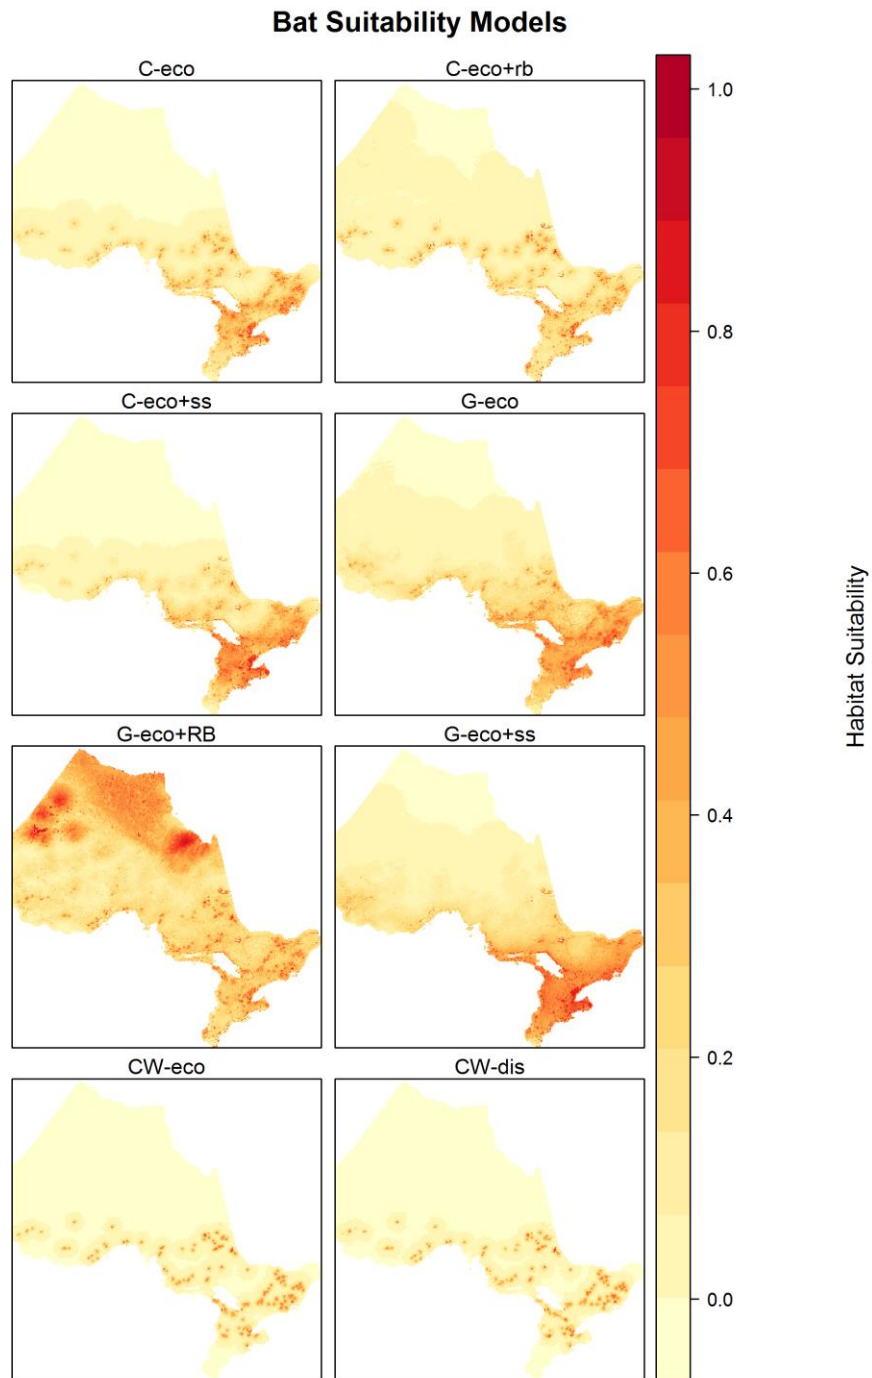 Bat Suitability Models
C-eco
C-eco+rb
C-eco+ss
G-eco
G-eco+RB
G-eco+ss
CW-eco
CW-dis
1.0
0.8
0.6
0.4
0.2
0.0
Habitat Suitability